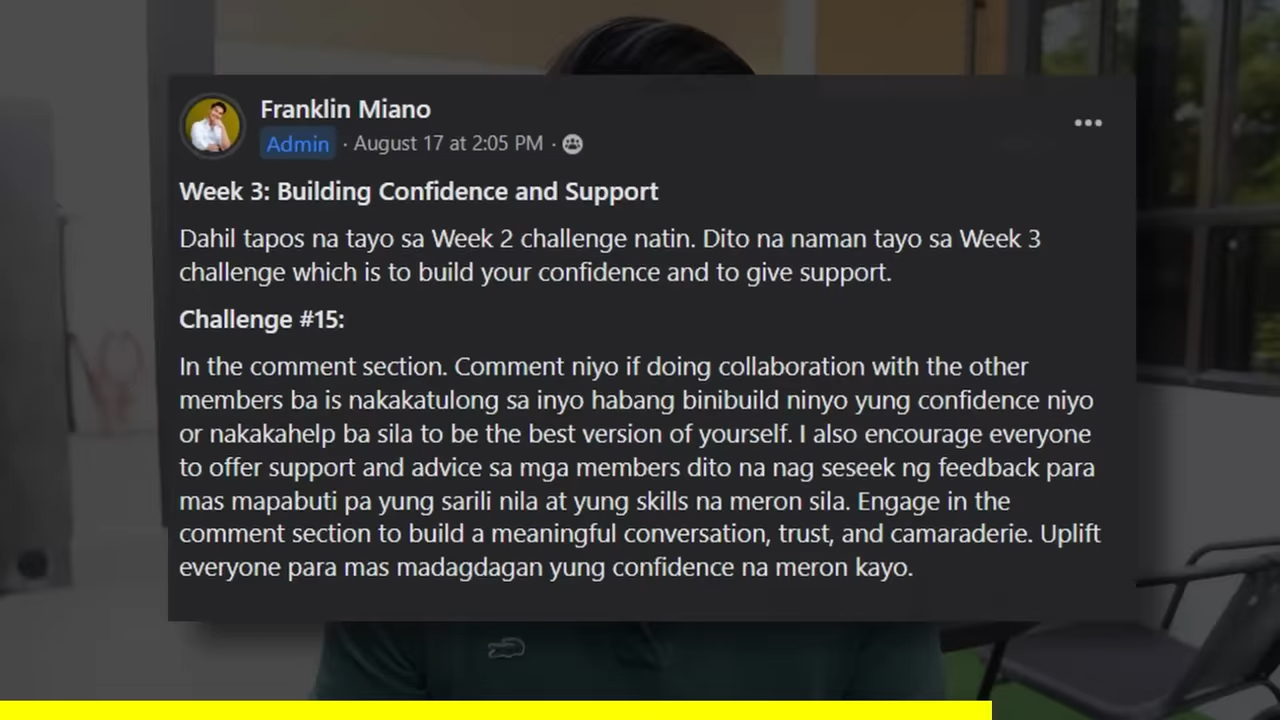 Franklin Miano
Admin · August 17 at 2:05 PM ·
Week 3: Building Confidence and Support
Dahil tapos na tayo sa Week 2 challenge natin. Dito na naman tayo sa Week 3
challenge which is to build your confidence and to give support.
Challenge #15:
In the comment section. Comment niyo if doing collaboration with the other
members ba is nakakatulong sa inyo habang binibuild ninyo yung confidence niyo
or nakakahelp ba sila to be the best version of yourself. I also encourage everyone
to offer support and advice sa mga members dito na nag seseek ng feedback para
mas mapabuti pa yung sarili nila at yung skills na meron sila. Engage in the
comment section to build a meaningful conversation, trust, and camaraderie. Uplift
everyone para mas madagdagan yung confidence na meron kayo.